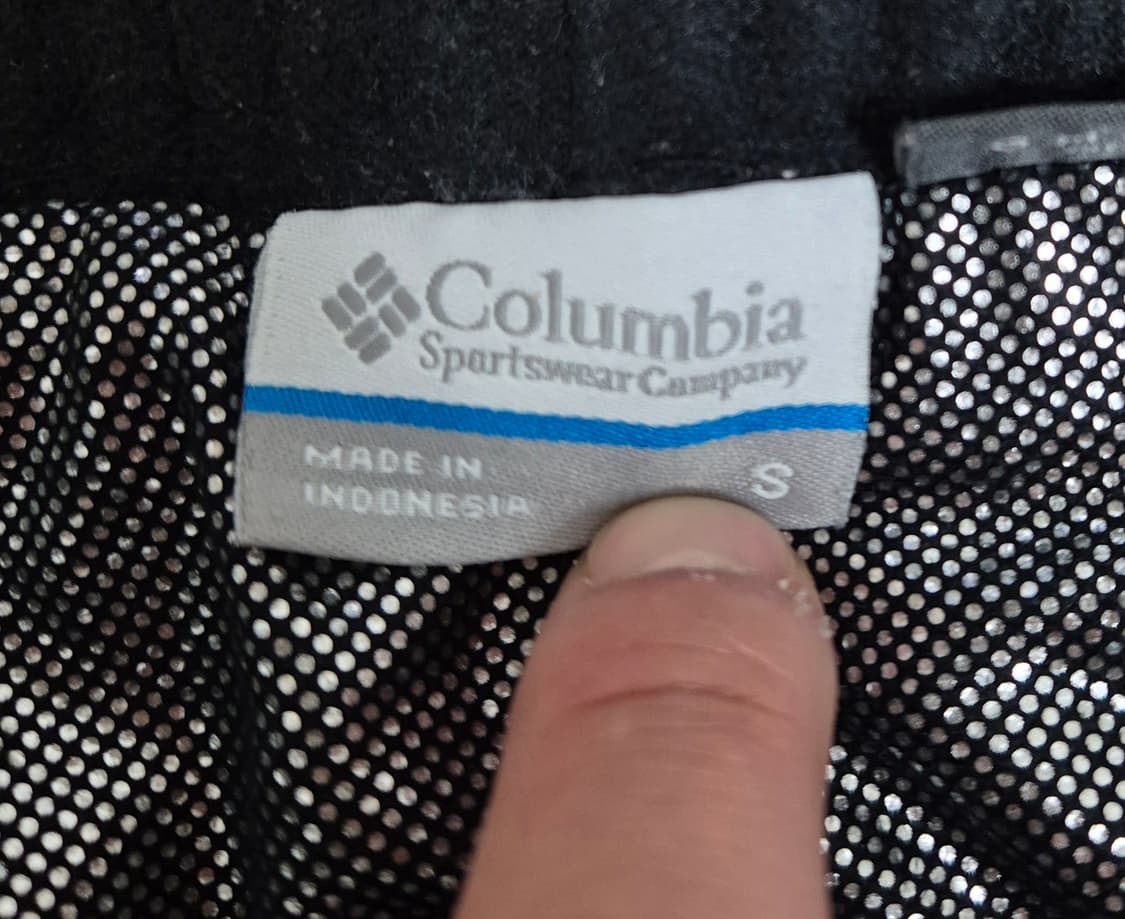 Columbia
Sportswear Company
MADE IN
INDONESIA
S